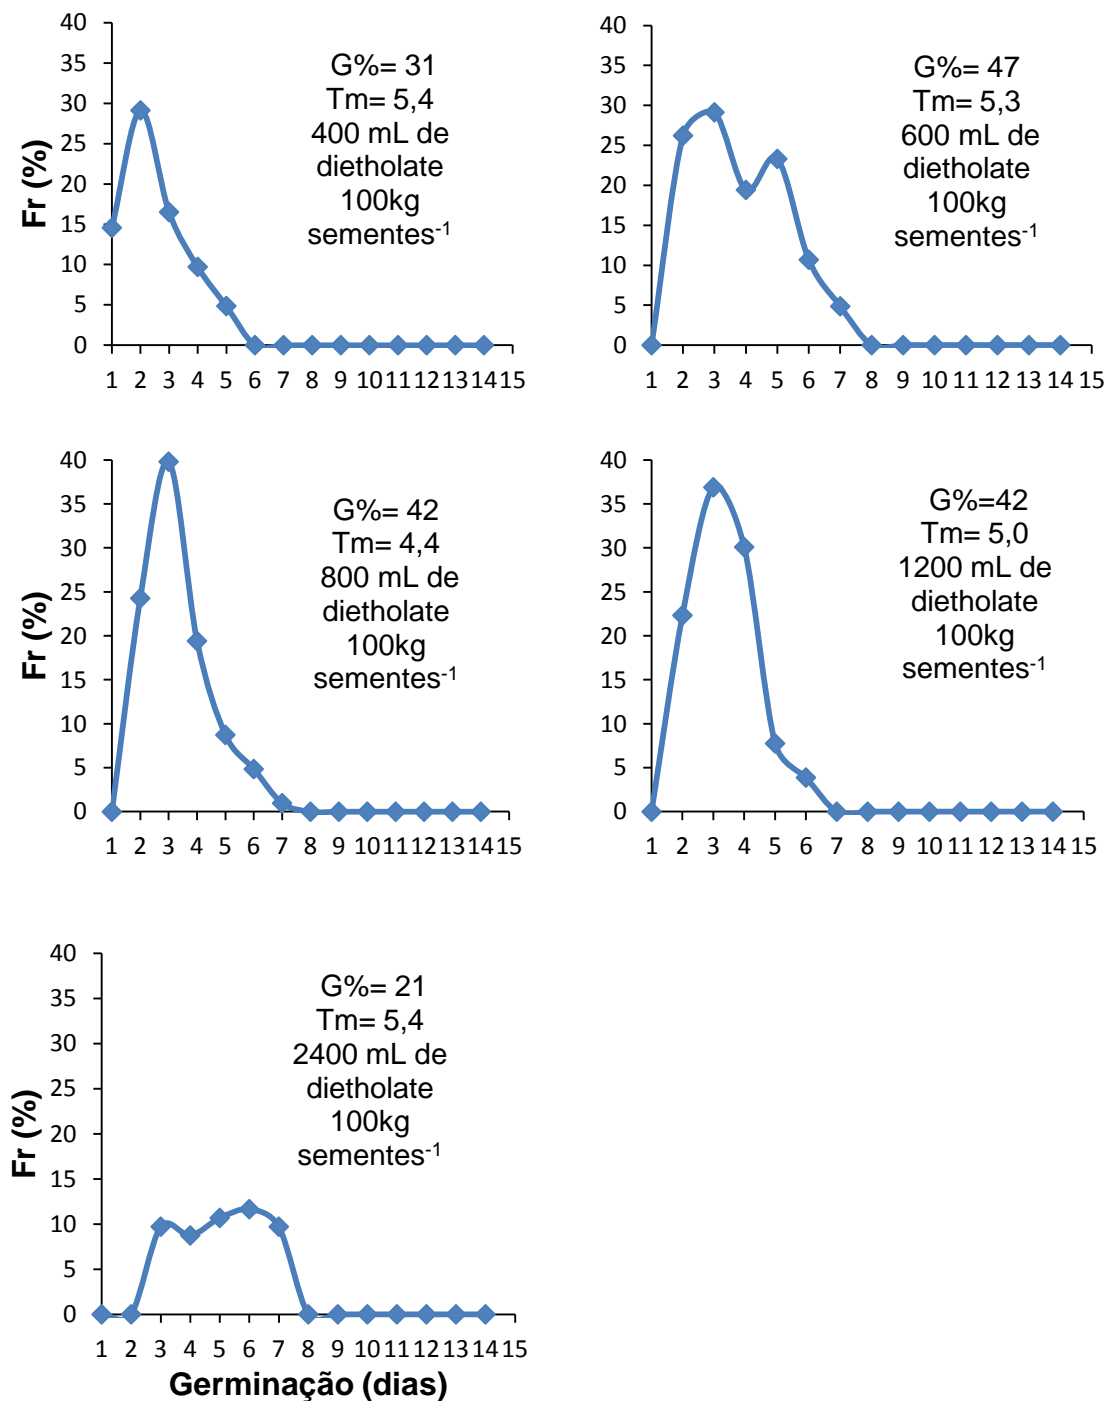 40
35
30
25
20
15
10
5
0
Fr (%)
G%= 31
Tm= 5,4
400 mL de
dietholate
100kg
sementes-1
1 2 3 4 5 6 7 8 9 10 11 12 13 14 15
40
35
30
25
20
15
10
5
0
G%= 47
Tm= 5,3
600 mL de
dietholate
100kg
sementes-1
1 2 3 4 5 6 7 8 9 10 11 12 13 14 15
40
35
30
25
20
15
10
5
0
Fr (%)
G%= 42
Tm= 4,4
800 mL de
dietholate
100kg
sementes-1
1 2 3 4 5 6 7 8 9 10 11 12 13 14 15
40
35
30
25
20
15
10
5
0
G%=42
Tm= 5,0
1200 mL de
dietholate
100kg
sementes-1
1 2 3 4 5 6 7 8 9 10 11 12 13 14 15
40
35
30
25
20
15
10
5
0
Fr (%)
G%= 21
Tm= 5,4
2400 mL de
dietholate
100kg
sementes-1
1 2 3 4 5 6 7 8 9 10 11 12 13 14 15
Germinação (dias)